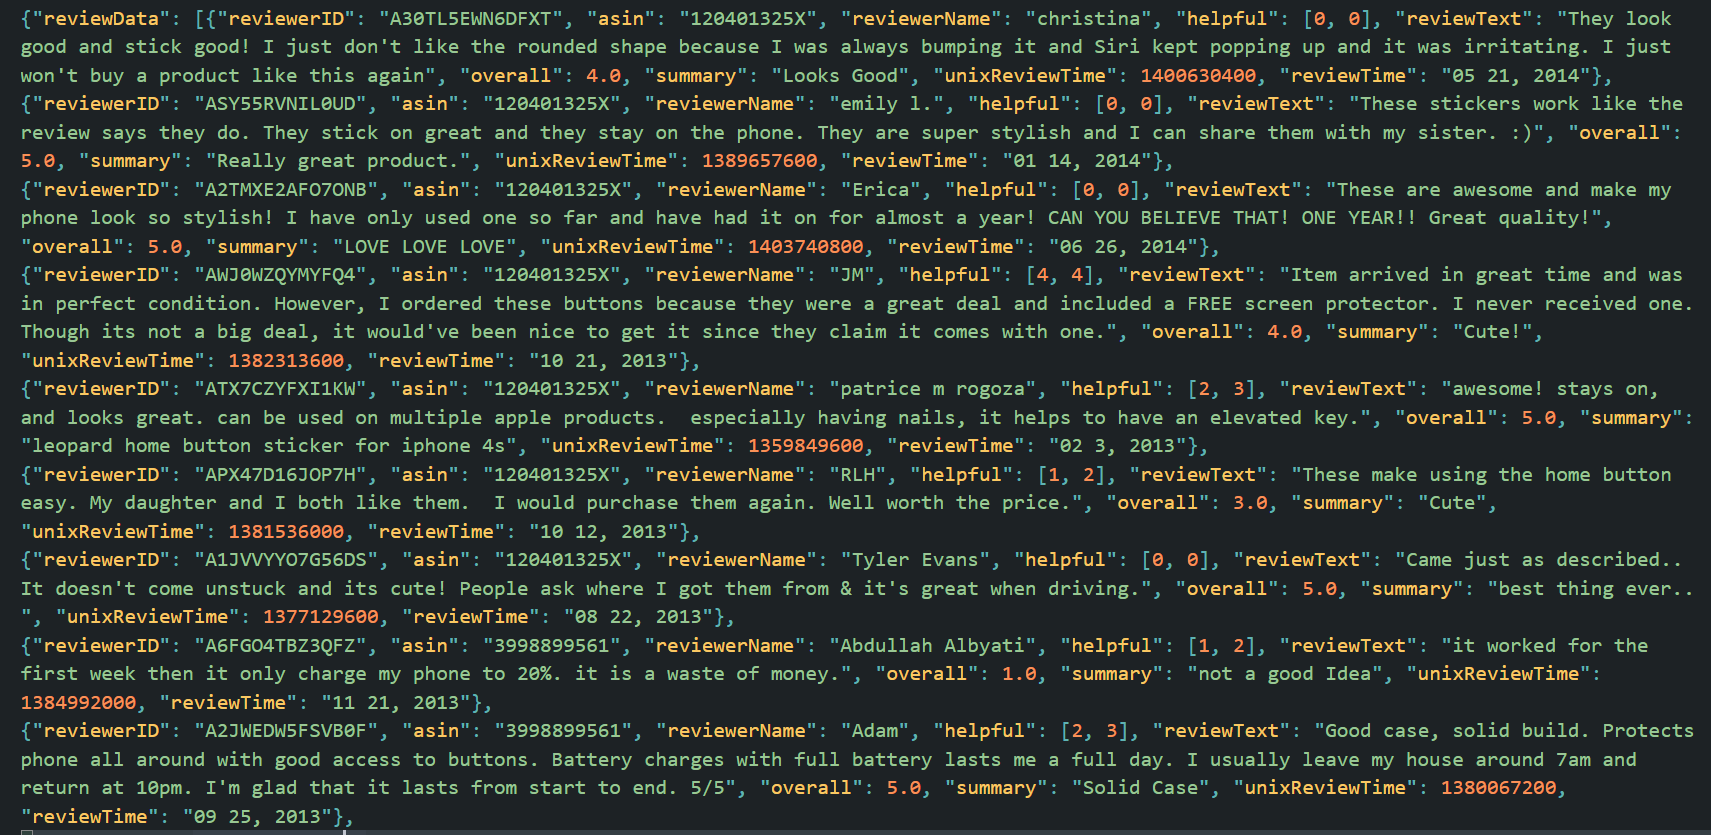 {"reviewData": [{"reviewerID": "A30TL5EWN6DFXT", "asin": "120401325X", "reviewerName": "christina", "helpful": [0, 0], "reviewText": "They look
good and stick good! I just don't like the rounded shape because I was always bumping it and Siri kept popping up and it was irritating. I just
won't buy a product like this again", "overall": 4.0, "summary": "Looks Good", "unixReviewTime": 1400630400, "reviewTime": "05 21, 2014"},
{"reviewerID": "ASY55RVNIL0UD", "asin": "120401325X", "reviewerName": "emily l.", "helpful": [0, 0], "reviewText": "These stickers work like the
review says they do. They stick on great and they stay on the phone. They are super stylish and I can share them with my sister. :)", "overall":
5.0, "summary": "Really great product.", "unixReviewTime": 1389657600, "reviewTime": "01 14, 2014"},
{"reviewerID": "A2TMXE2AFO7ONB", "asin": "120401325X", "reviewerName": "Erica", "helpful": [0, 0], "reviewText": "These are awesome and make my
phone look so stylish! I have only used one so far and have had it on for almost a year! CAN YOU BELIEVE THAT! ONE YEAR!! Great quality!",
"overall": 5.0, "summary": "LOVE LOVE LOVE", "unixReviewTime": 1403740800, "reviewTime": "06 26, 2014"},
{"reviewerID": "AWJ0WZQYMYFQ4", "asin": "120401325X", "reviewerName": "JM", "helpful": [4, 4], "reviewText": "Item arrived in great time and was
in perfect condition. However, I ordered these buttons because they were a great deal and included a FREE screen protector. I never received one.
Though its not a big deal, it would've been nice to get it since they claim it comes with one.", "overall": 4.0, "summary": "Cute!",
"unixReviewTime": 1382313600, "reviewTime": "10 21, 2013"},
{"reviewerID": "ATX7CZYFXI1KW", "asin": "120401325X", "reviewerName": "patrice m rogoza", "helpful": [2, 3], "reviewText": "awesome! stays on,
and looks great. can be used on multiple apple products.  especially having nails, it helps to have an elevated key.", "overall": 5.0, "summary":
"leopard home button sticker for iphone 4s", "unixReviewTime": 1359849600, "reviewTime": "02 3, 2013"},
{"reviewerID": "APX47D16JOP7H", "asin": "120401325X", "reviewerName": "RLH", "helpful": [1, 2], "reviewText": "These make using the home button
easy. My daughter and I both like them.  I would purchase them again. Well worth the price.", "overall": 3.0, "summary": "Cute",
"unixReviewTime": 1381536000, "reviewTime": "10 12, 2013"},
{"reviewerID": "A1JVVYYO7G56DS", "asin": "120401325X", "reviewerName": "Tyler Evans", "helpful": [0, 0], "reviewText": "Came just as described..
It doesn't come unstuck and its cute! People ask where I got them from & it's great when driving.", "overall": 5.0, "summary": "best thing ever..
", "unixReviewTime": 1377129600, "reviewTime": "08 22, 2013"},
{"reviewerID": "A6FGO4TBZ3QFZ", "asin": "3998899561", "reviewerName": "Abdullah Albyati", "helpful": [1, 2], "reviewText": "it worked for the
first week then it only charge my phone to 20%. it is a waste of money.", "overall": 1.0, "summary": "not a good Idea", "unixReviewTime":
1384992000, "reviewTime": "11 21, 2013"},
{"reviewerID": "A2JWEDW5FSVB0F", "asin": "3998899561", "reviewerName": "Adam", "helpful": [2, 3], "reviewText": "Good case, solid build. Protects
phone all around with good access to buttons. Battery charges with full battery lasts me a full day. I usually leave my house around 7am and
return at 10pm. I'm glad that it lasts from start to end. 5/5", "overall": 5.0, "summary": "Solid Case", "unixReviewTime": 1380067200,
"reviewTime": "09 25, 2013"},